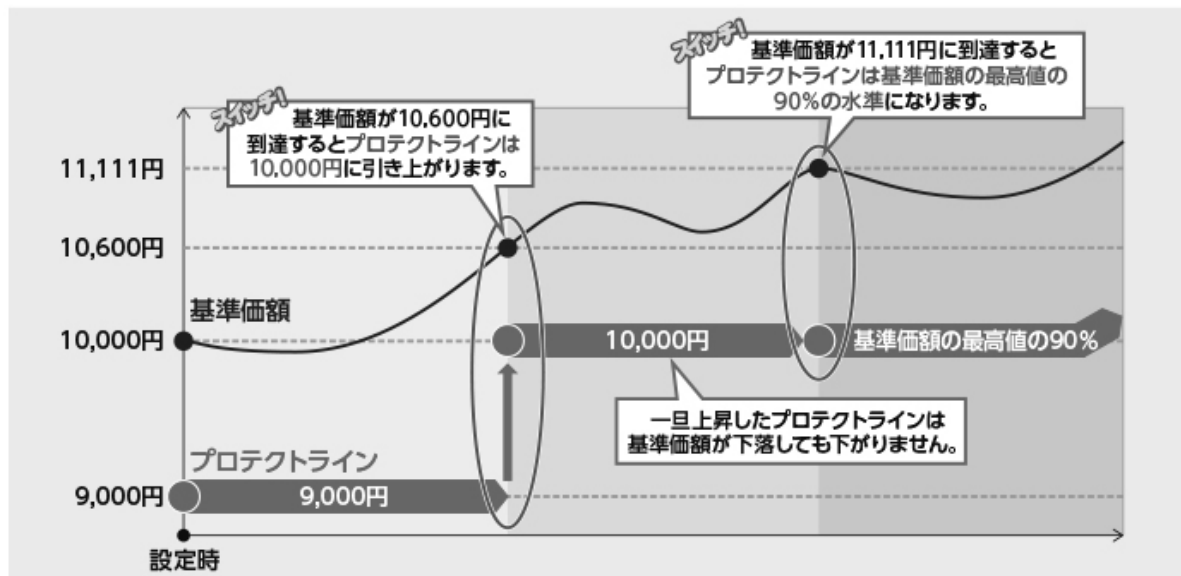 スイッチ!
基準価額が11,111円に到達すると
プロテクトラインは基準価額の最高値の
90%の水準になります。
スイッチ!
基準価額が10,600円に
到達するとプロテクトラインは
10,000円に引き上がります。
11,111円
10,600円
基準価額
10,000円
10,000円
基準価額の最高値の90%
一旦上昇したプロテクトラインは
基準価額が下落しても下がりません。
プロテクトライン
9,000円
9,000円
設定時